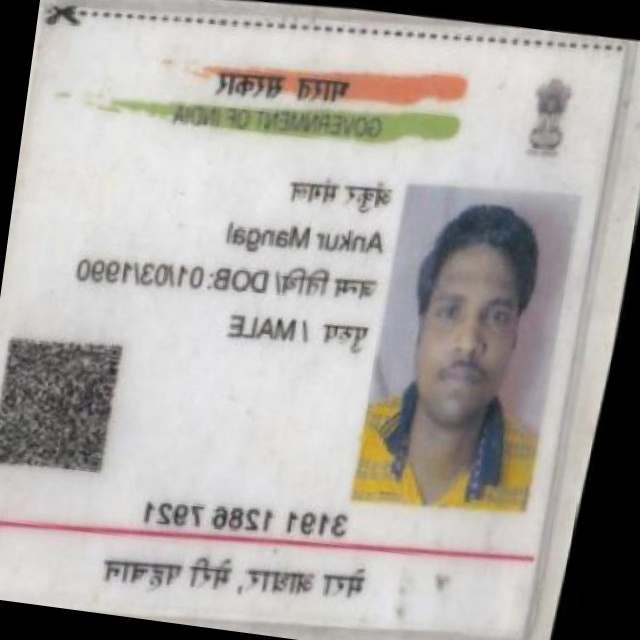 भारत सरकार
GOVERNMENT OF INDIA
अंकुर मंगल
Ankur Mangal
जन्म तिथि/ DOB: 01/03/1990
पुरुष / MALE
3191 1286 7921
मेरा आधार, मेरी पहचान